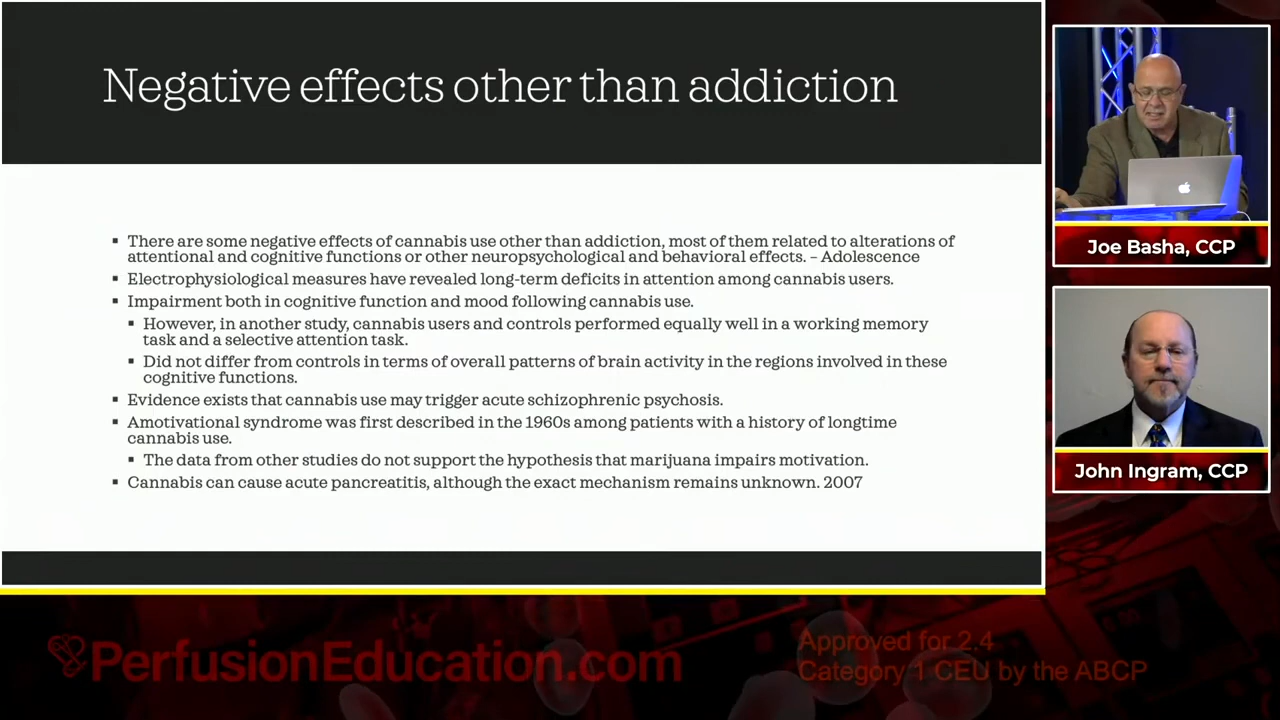 Negative effects other than addiction
▪ There are some negative effects of cannabis use other than addiction, most of them related to alterations of
attentional and cognitive functions or other neuropsychological and behavioral effects. – Adolescence
▪ Electrophysiological measures have revealed long-term deficits in attention among cannabis users.
▪ Impairment both in cognitive function and mood following cannabis use.
▪ However, in another study, cannabis users and controls performed equally well in a working memory
task and a selective attention task.
▪ Did not differ from controls in terms of overall patterns of brain activity in the regions involved in these
cognitive functions.
▪ Evidence exists that cannabis use may trigger acute schizophrenic psychosis.
▪ Amotivational syndrome was first described in the 1960s among patients with a history of longtime
cannabis use.
▪ The data from other studies do not support the hypothesis that marijuana impairs motivation.
▪ Cannabis can cause acute pancreatitis, although the exact mechanism remains unknown. 2007
Joe Basha, CCP
John Ingram, CCP
PerfusionEducation.com
Approved for 2.4
Category 1 CEU by the ABCP